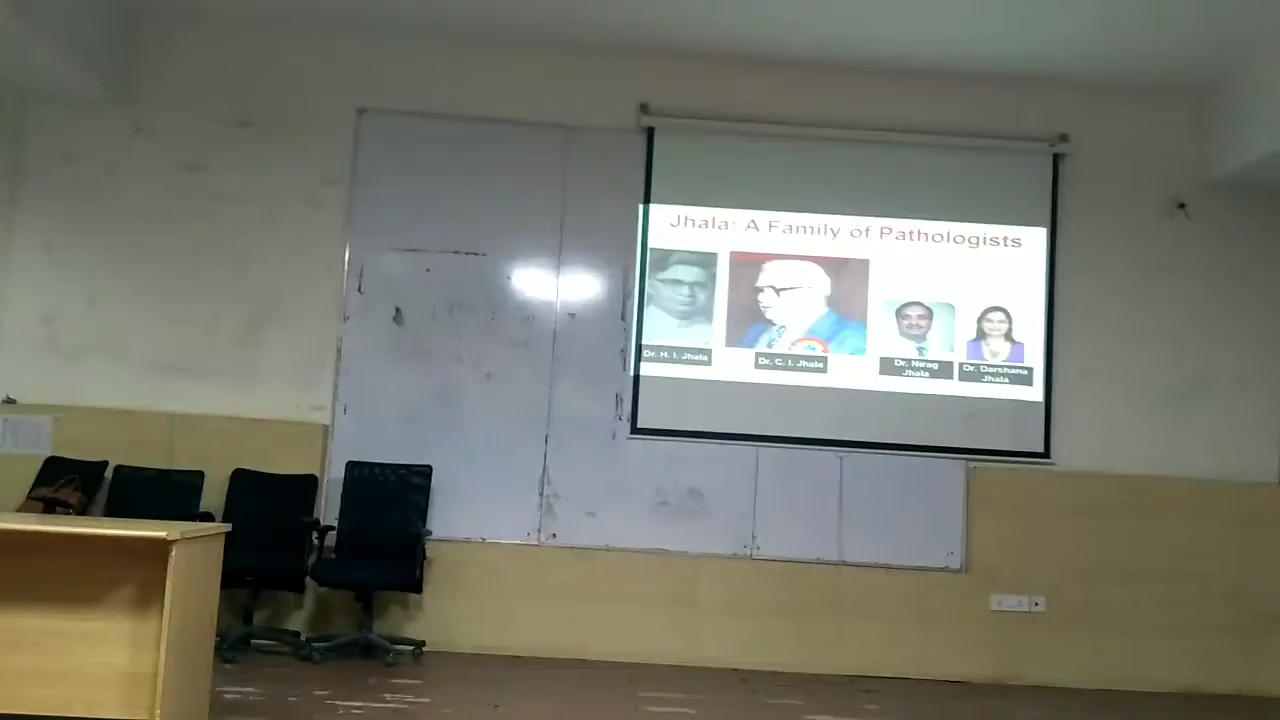 Jhala: A Family of Pathologists
Dr. H. I. Jhala
Dr. C. I. Jhala
Dr. Nirag
Jhala
Dr. Darshana
Jhala